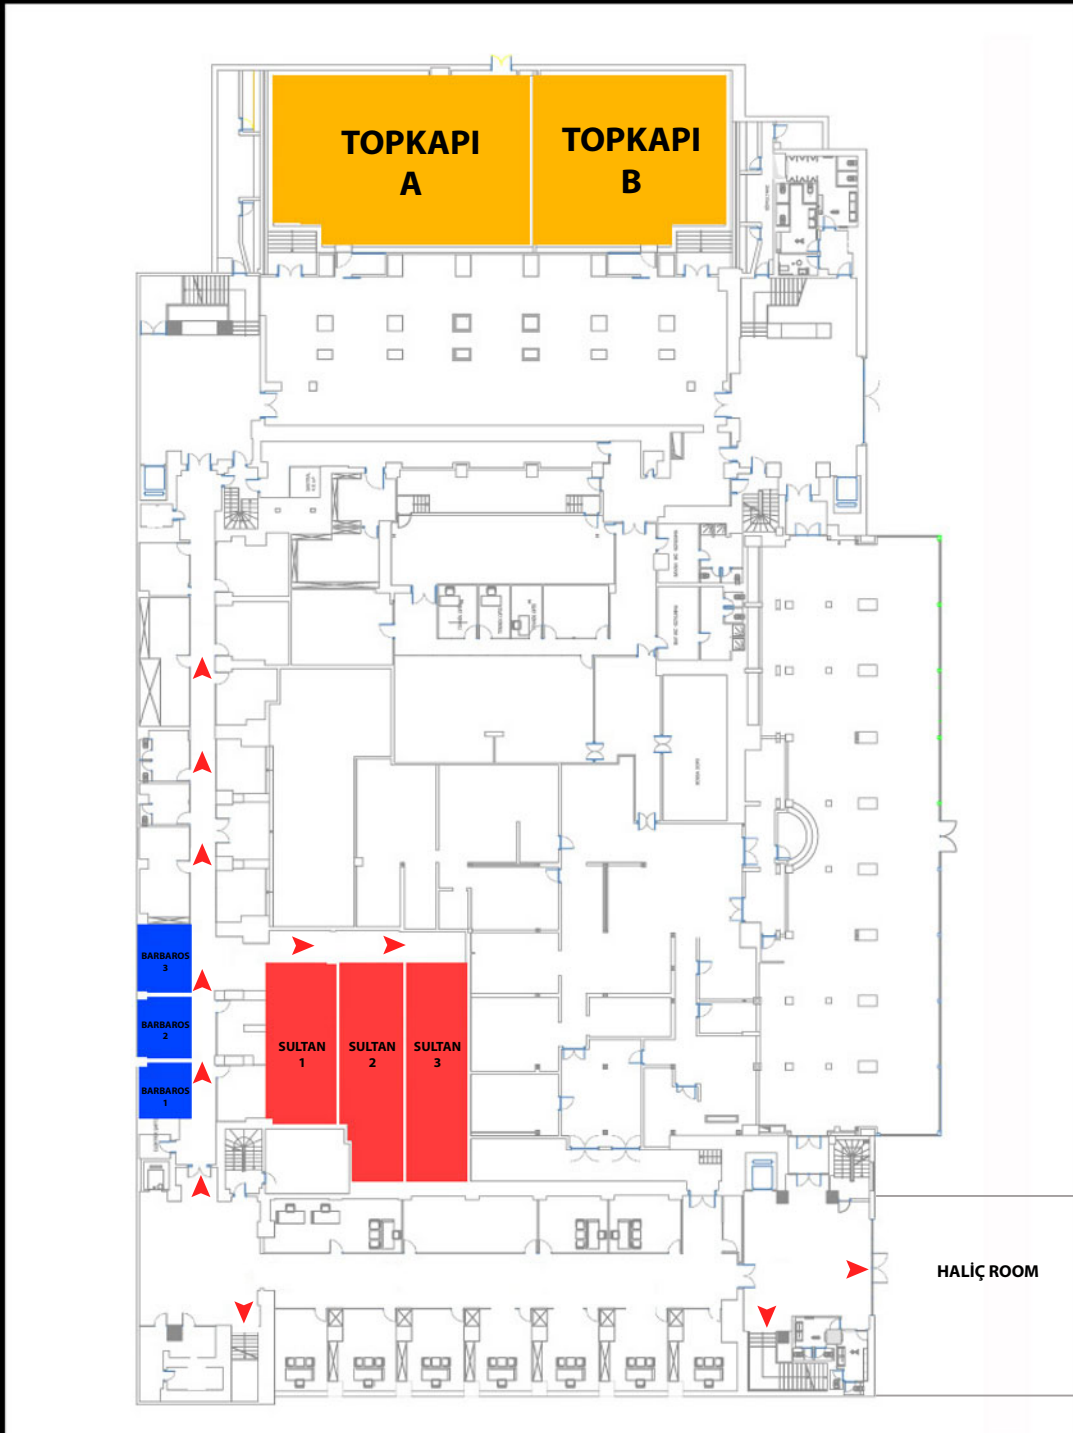 TOPKAPI
A
TOPKAPI
B
BARBAROS
3
BARBAROS
2
BARBAROS
1
SULTAN
1
SULTAN
2
SULTAN
3
HALİÇ ROOM